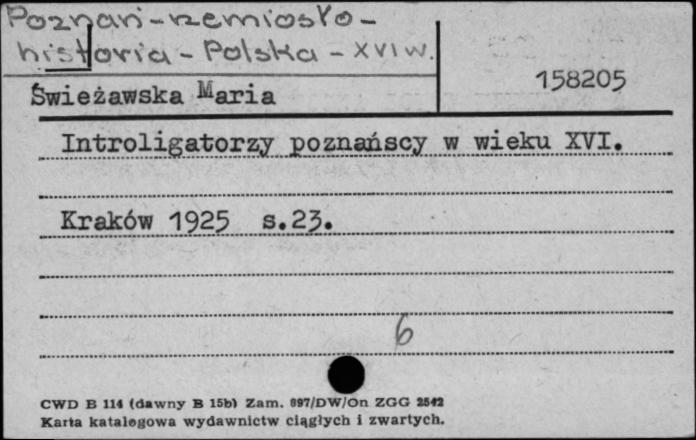 Poznań - rzemiosło -
historia - Polska - XVI w.
158205
Świeżawska Maria
Introligatorzy poznańscy w wieku XVI.
Kraków 1925 s.23.
6
CWD B 114 (dawny B 15b) Zam. 897/DW/On ZGG 2542
Karta katalogowa wydawnictw ciągłych i zwartych.